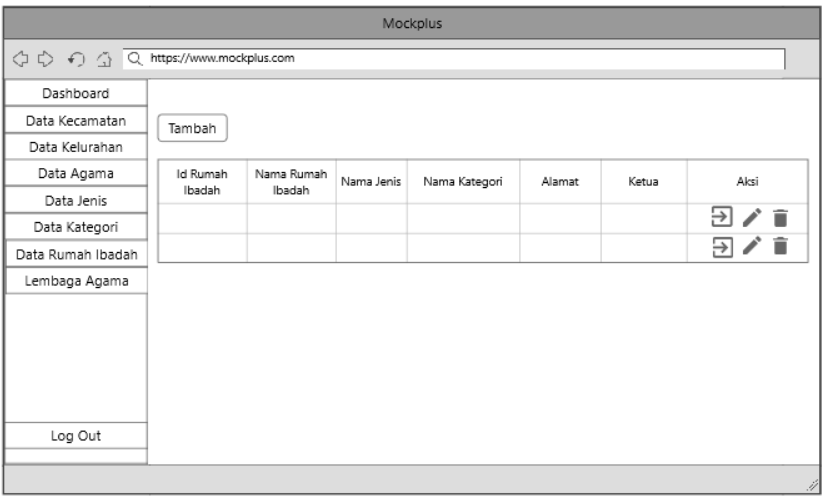 Mockplus
https://www.mockplus.com
Dashboard
Data Kecamatan
Data Kelurahan
Data Agama
Data Jenis
Data Kategori
Data Rumah Ibadah
Lembaga Agama
Log Out
Tambah
Id Rumah
Ibadah
Nama Rumah
Ibadah
Nama Jenis
Nama Kategori
Alamat
Ketua
Aksi